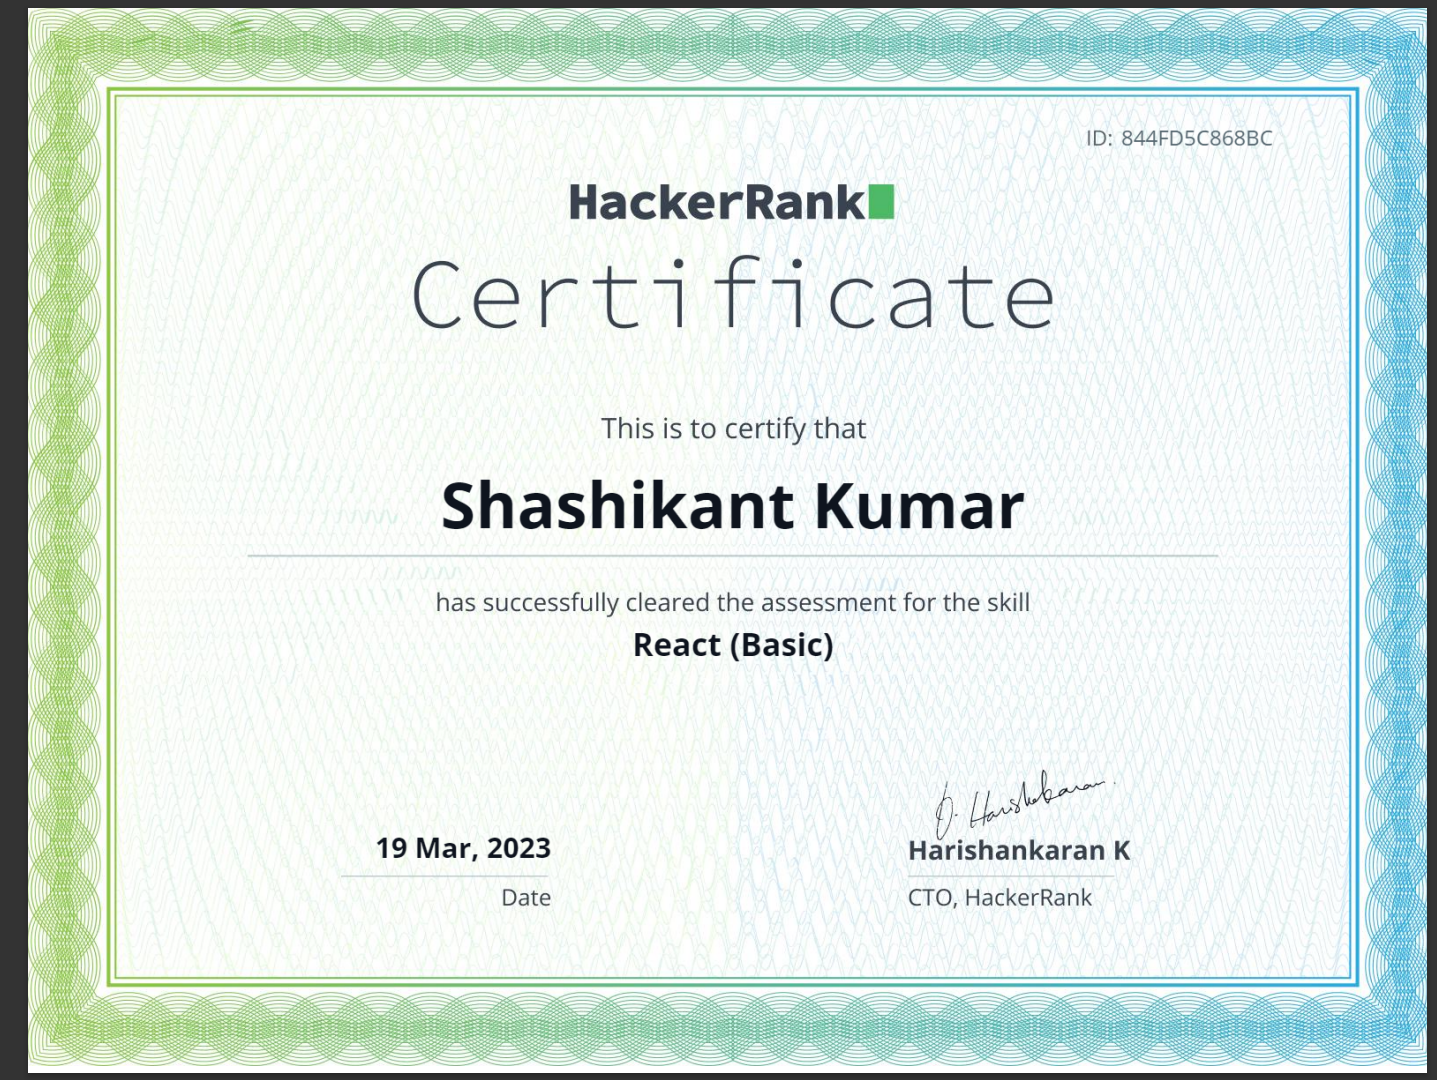 ID: 844FD5C868BC
HackerRank
Certificate
This is to certify that
Shashikant Kumar
has successfully cleared the assessment for the skill
React (Basic)
19 Mar, 2023
Date
Harishankaran K
CTO, HackerRank